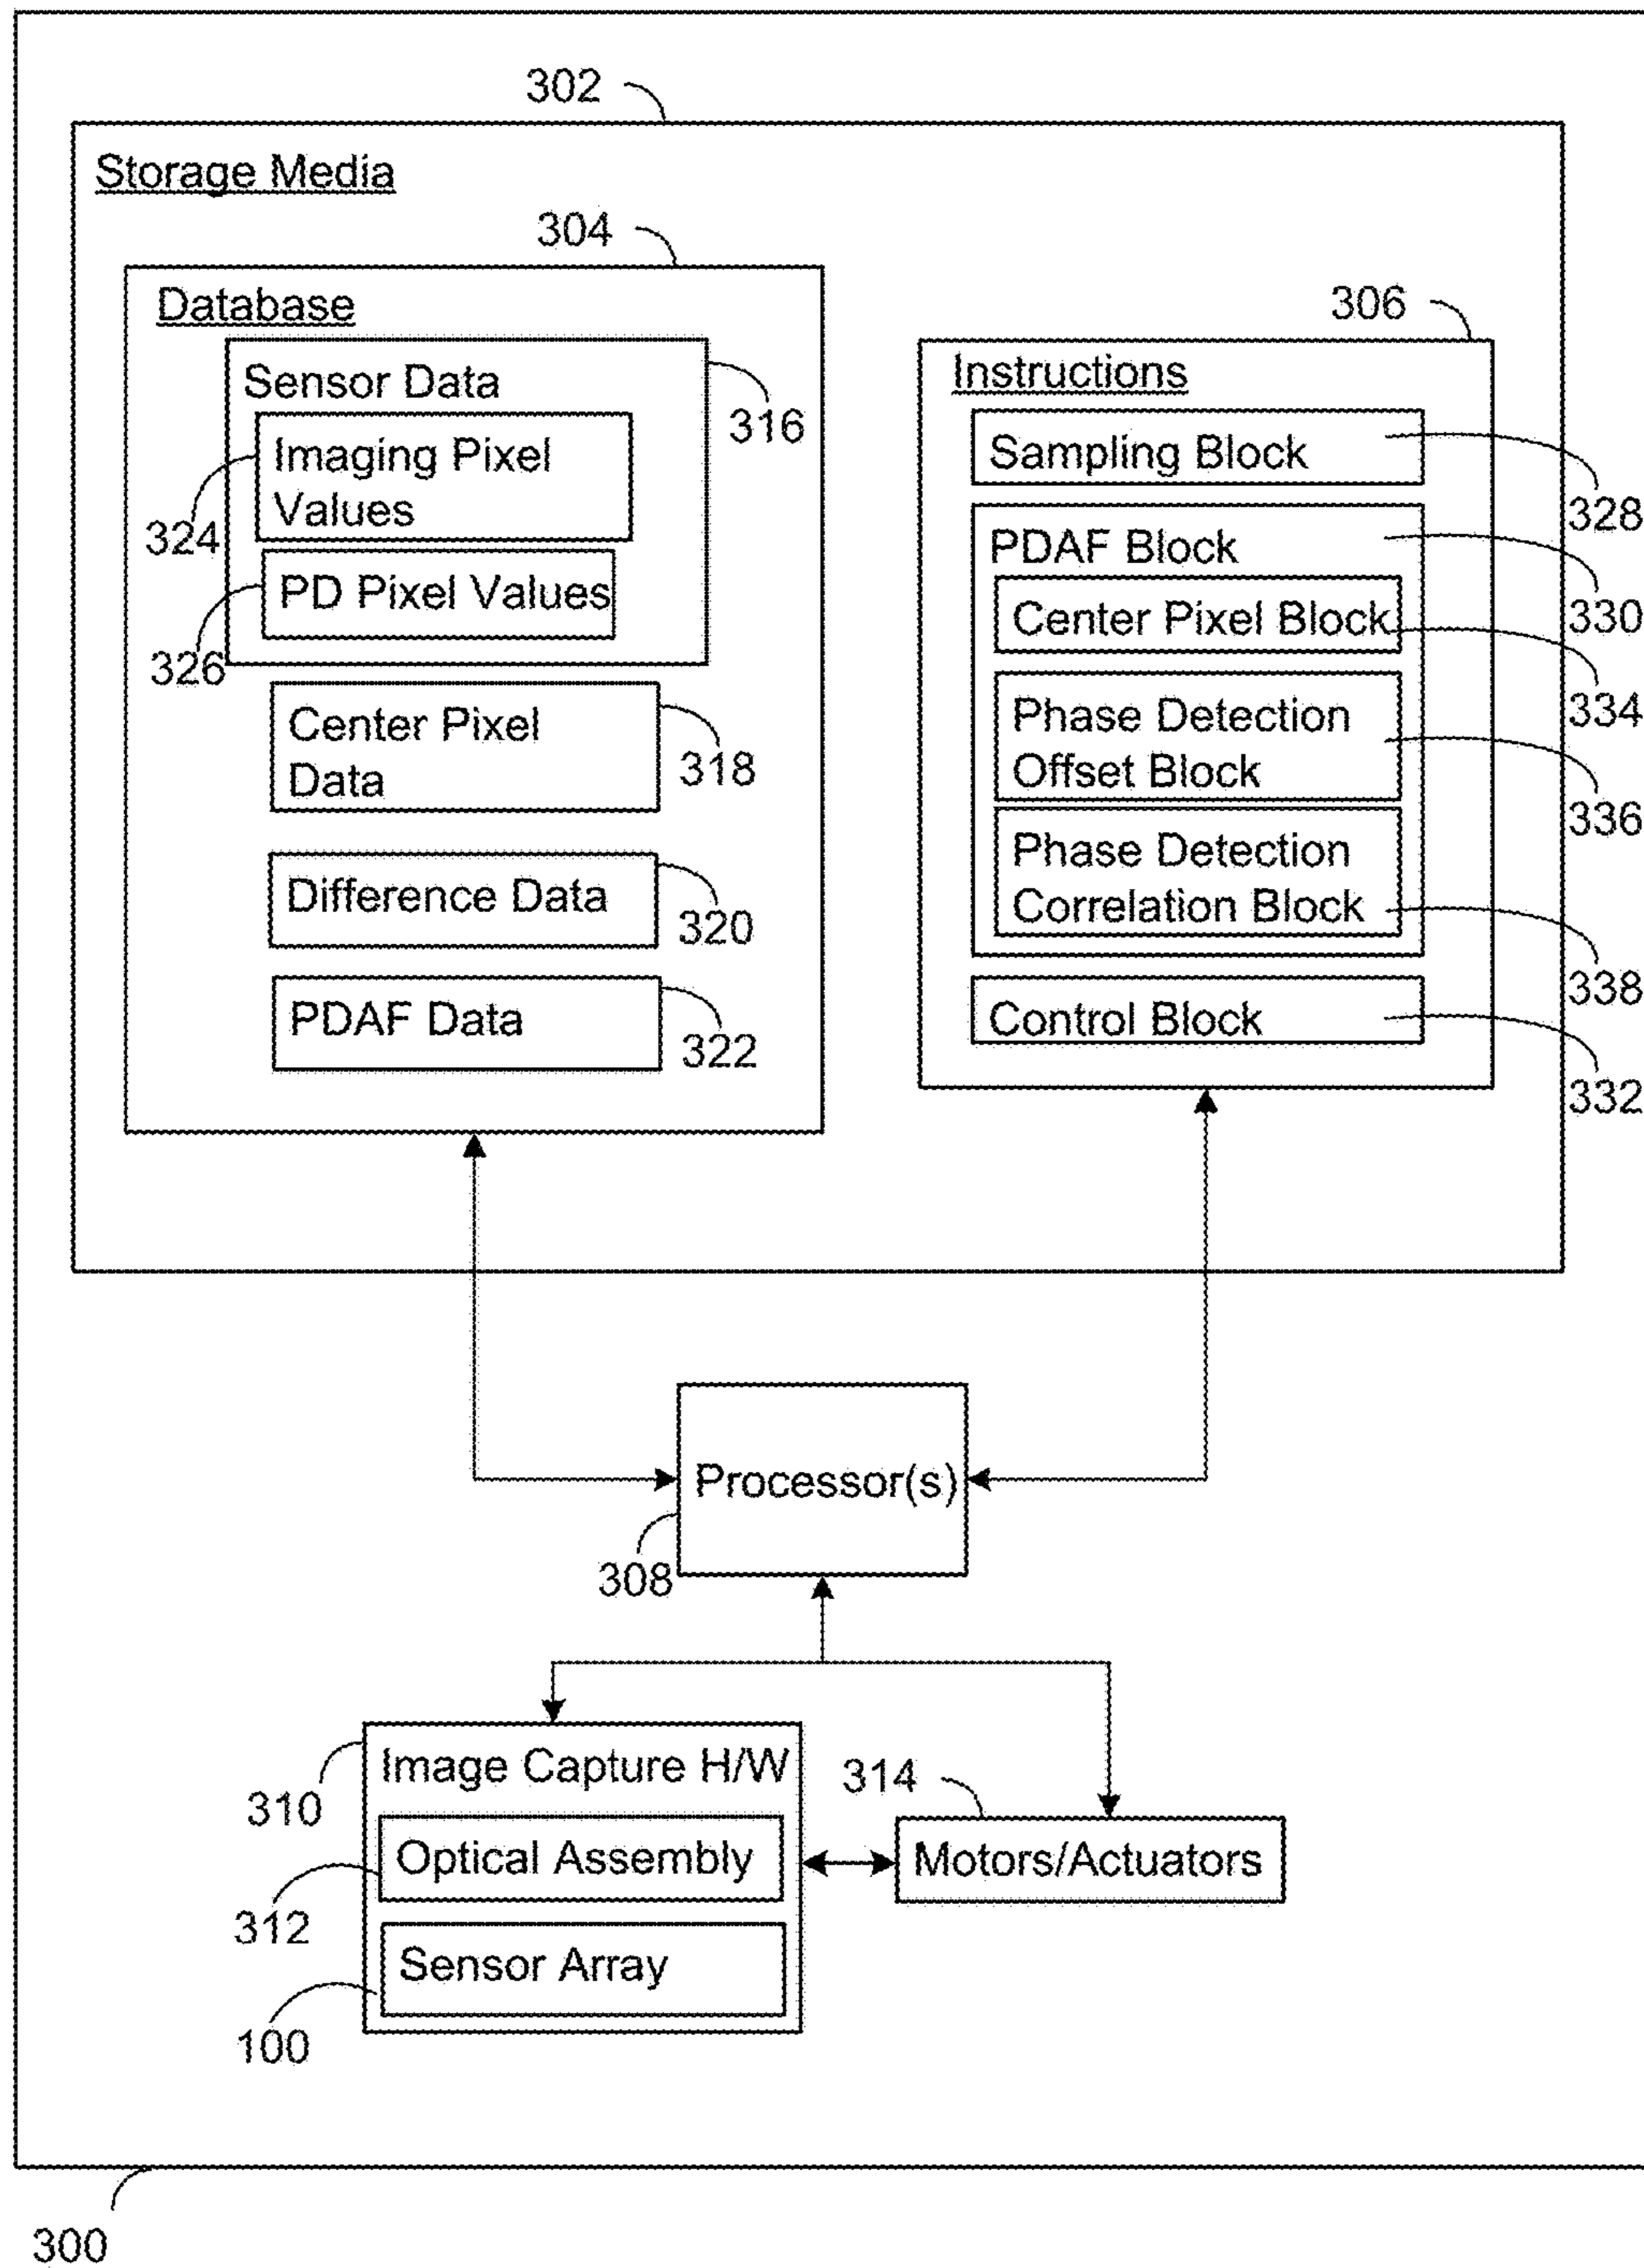 302
Storage Media
304
Database
306
Sensor Data
316
Instructions
Imaging Pixel
Values
324
Sampling Block
328
PD Pixel Values
326
PDAF Block
330
Center Pixel Block
334
Center Pixel
Data
318
Phase Detection
Offset Block
336
Difference Data
320
Phase Detection
Correlation Block
338
PDAF Data
322
Control Block
332
Processor(s)
308
Image Capture H/W
310
314
Optical Assembly
312
Motors/Actuators
Sensor Array
100
300